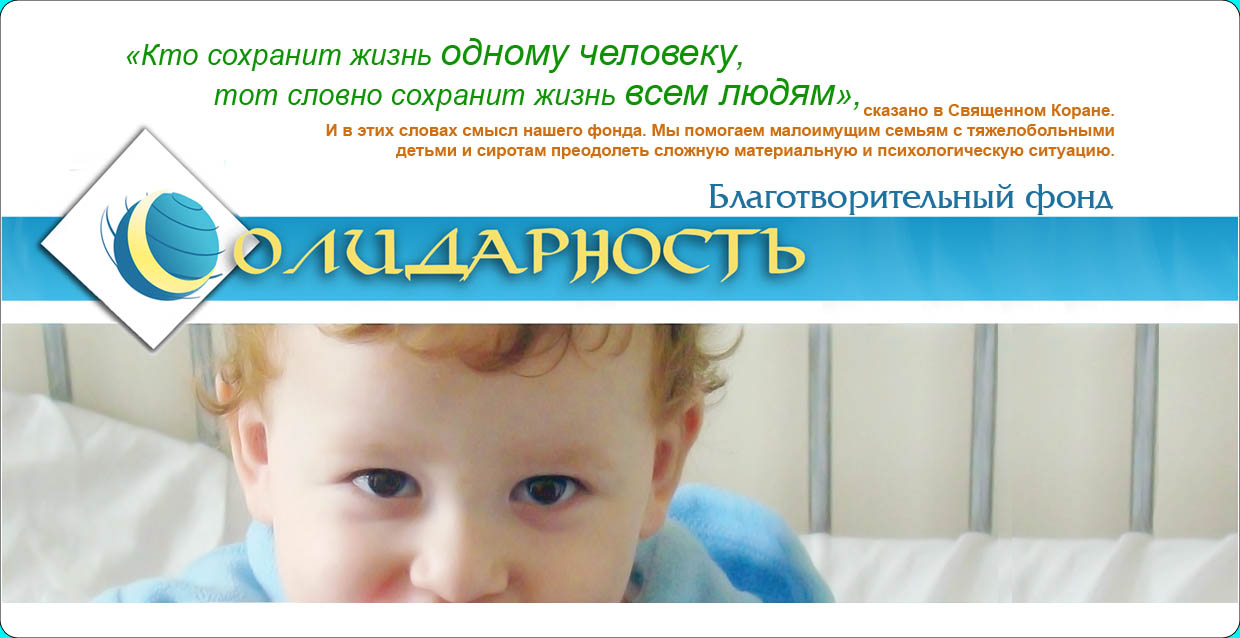 «Кто сохранит жизнь одному человеку,
тот словно сохранит жизнь всем людям»,
сказано в Священном Коране.
И в этих словах смысл нашего фонда. Мы помогаем малоимущим семьям с тяжелобольными
детьми и сиротам преодолеть сложную материальную и психологическую ситуацию.
Благотворительный фонд
Солидарность